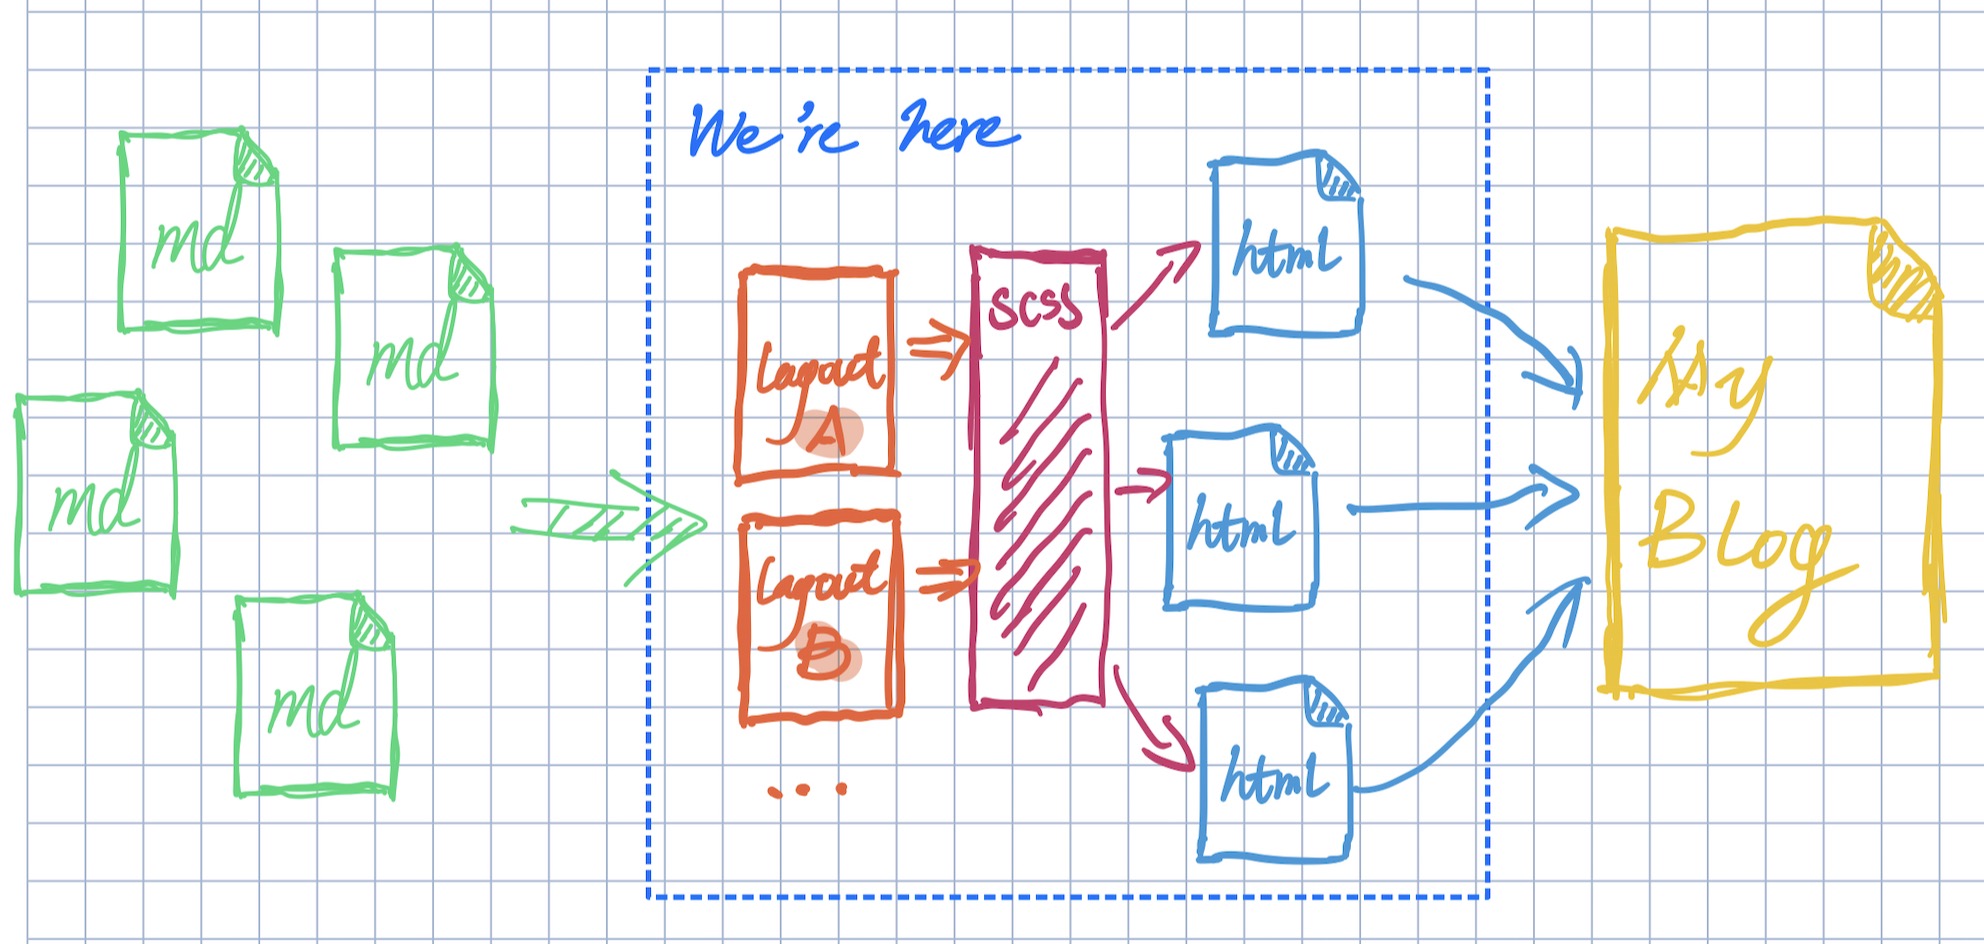 We're here
md
md
md
md
Layout
A
Layout
B
...
scss
html
html
html
My
Blog